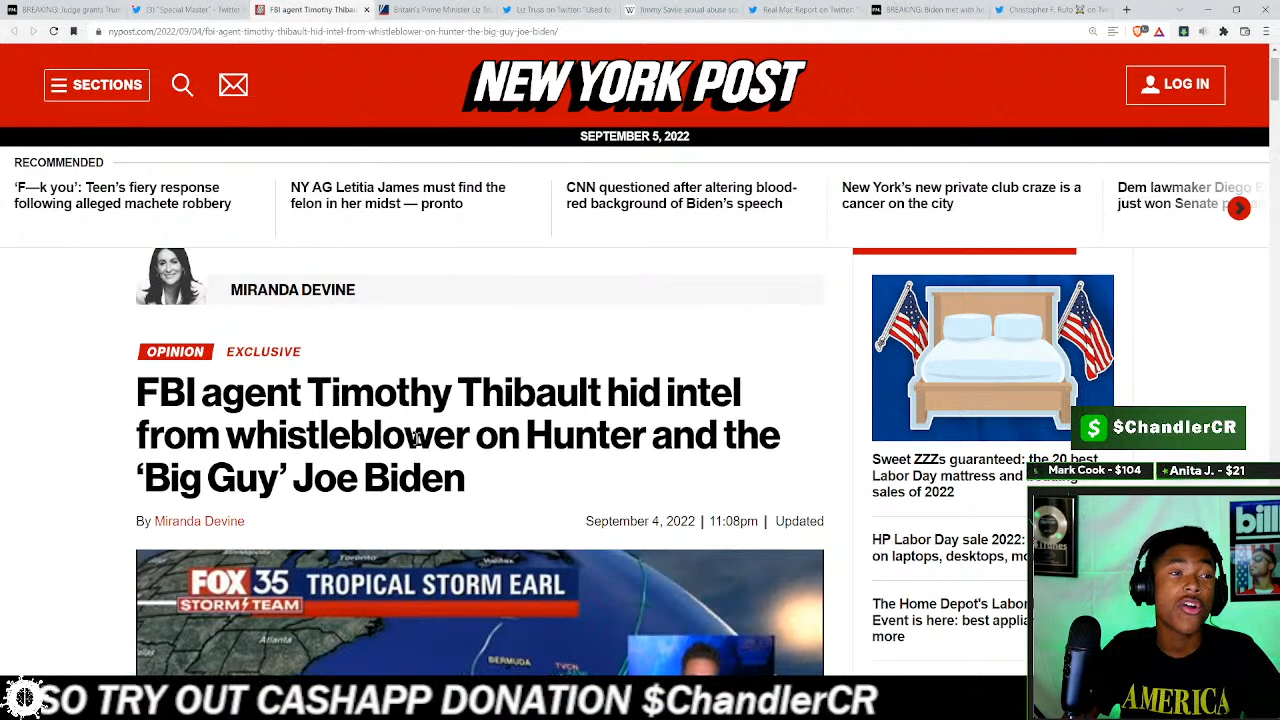 BREAKING: Judge grants Trum
(3) "Special Master" - Twitter S
FBI agent Timothy Thibau
Britain's Prime Minister Liz Tru
Liz Truss on Twitter: "Used to
Jimmy Savile sexual abuse sc
Real Mac Report on Twitter: "
BREAKING: Biden met with he
Christopher F. Rufo
on Twi
nypost.com/2022/09/04/fbi-agent-timothy-thibault-hid-intel-from-whistleblower-on-hunter-the-big-guy-joe-biden/
SECTIONS
NEW YORK POST
LOG IN
SEPTEMBER 5, 2022
RECOMMENDED
‘F—k you’: Teen’s fiery response
following alleged machete robbery
NY AG Letitia James must find the
felon in her midst — pronto
CNN questioned after altering blood-
red background of Biden’s speech
New York’s new private club craze is a
cancer on the city
Dem lawmaker Diego
just won Senate
MIRANDA DEVINE
OPINION EXCLUSIVE
FBI agent Timothy Thibault hid intel
from whistleblower on Hunter and the
‘Big Guy’ Joe Biden
By Miranda Devine
September 4, 2022 | 11:08pm | Updated
FOX 35 TROPICAL STORM EARL
STORM TEAM
Toronto
Halifax
Atlanta
BERMUDA
TVCN
Sweet ZZZs guaranteed: the 20 best
Labor Day mattress and bedding
sales of 2022
HP Labor Day sale 2022:
on laptops, desktops, mo
The Home Depot's Labor
Event is here: best applia
more
$ $ChandlerCR
Mark Cook - $104
Anita J. - $21
bill
AMERICA
SO TRY OUT CASHAPP DONATION $ChandlerCR